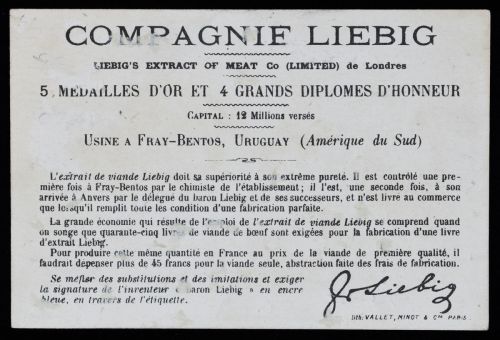 COMPAGNIE LIEBIG
LIEBIG'S EXTRACT OF MEAT Co (LIMITED) de Londres
5 MÉDAILLES D'OR ET 4 GRANDS DIPLOMES D'HONNEUR
CAPITAL : 12 Millions versés
USINE A FRAY-BENTOS, URUGUAY (Amérique du Sud)
L'extrait de viande Liebig doit sa supériorité à son extrême pureté. Il est contrôlé une pre-
mière fois à Fray-Bentos par le chimiste de l'établissement ; il l'est, une seconde fois, à son
arrivée à Anvers par le délégué du baron Liebig et de ses successeurs, et n'est livré au commerce
que lorsqu'il remplit toute les condition d'une fabrication parfaite.
La grande économie qui résulte de l'emploi de l'extrait de viande Liebig se comprend quand
on songe que quarante-cinq livres de viande de bœuf sont exigées pour la fabrication d'une livre
d'extrait Liebig.
Pour produire cette même quantité en France au prix de la viande de première qualité, il
faudrait dépenser plus de 45 francs pour la viande seule, abstraction faite des frais de fabrication.
Se méfier des substitutions et des imitations et exiger
la signature de l'inventeur « baron Liebig » en encre
bleue, en travers de l'étiquette.
J v Liebig
lith. VALLET, MINOT & Cie PARIS.